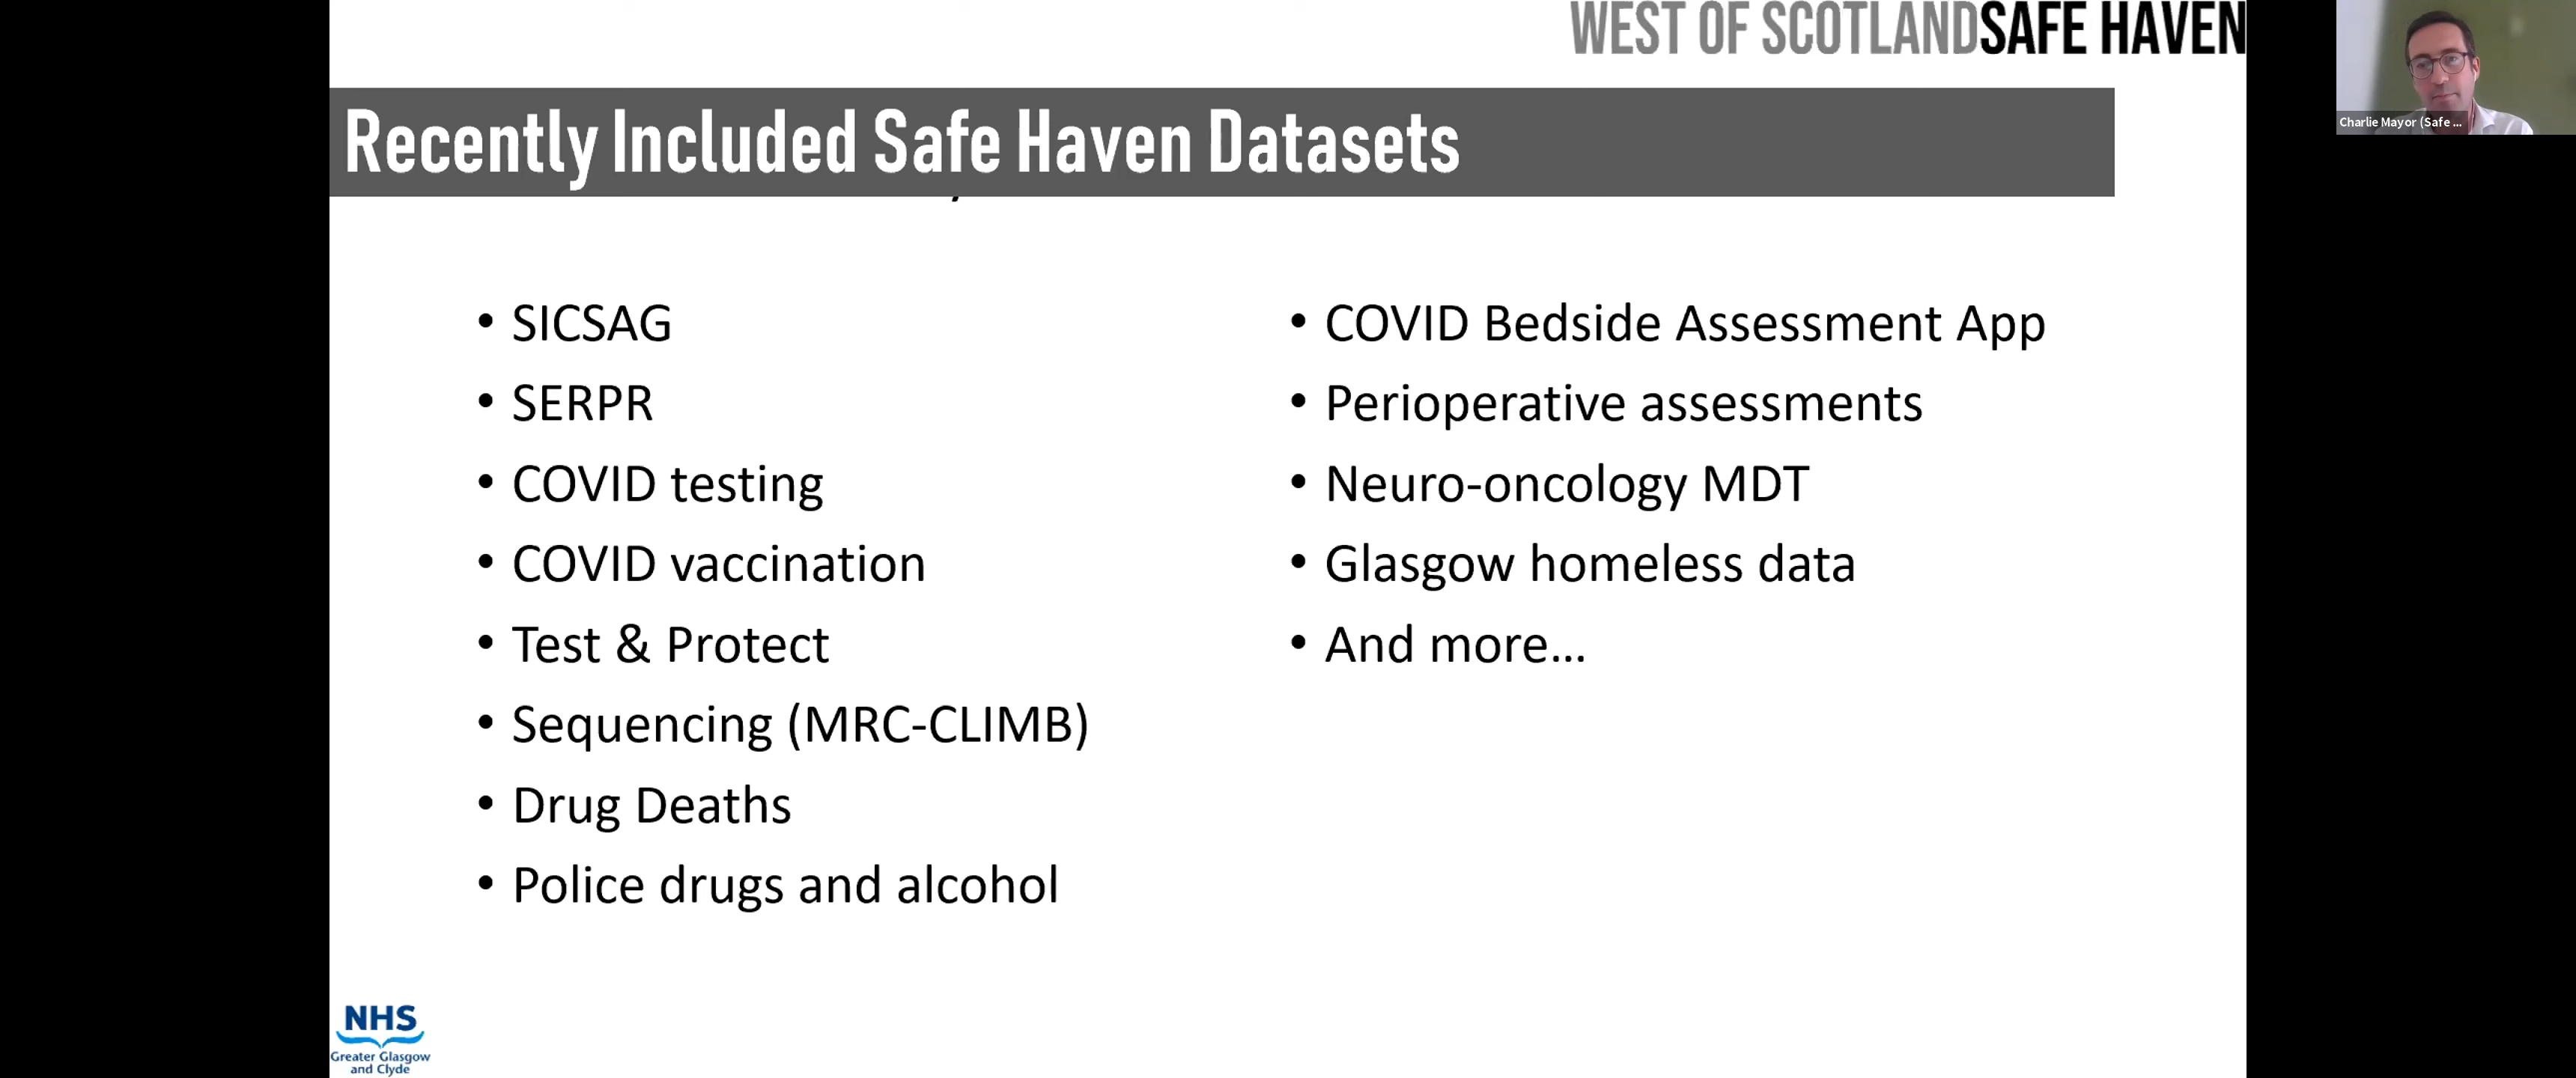 WEST OF SCOTLANDSAFE HAVEN
Charlie Mayor (Safe ...
Recently Included Safe Haven Datasets
• SICSAG
• SERPR
• COVID testing
• COVID vaccination
• Test & Protect
• Sequencing (MRC-CLIMB)
• Drug Deaths
• Police drugs and alcohol
• COVID Bedside Assessment App
• Perioperative assessments
• Neuro-oncology MDT
• Glasgow homeless data
• And more...
NHS
Greater Glasgow
and Clyde